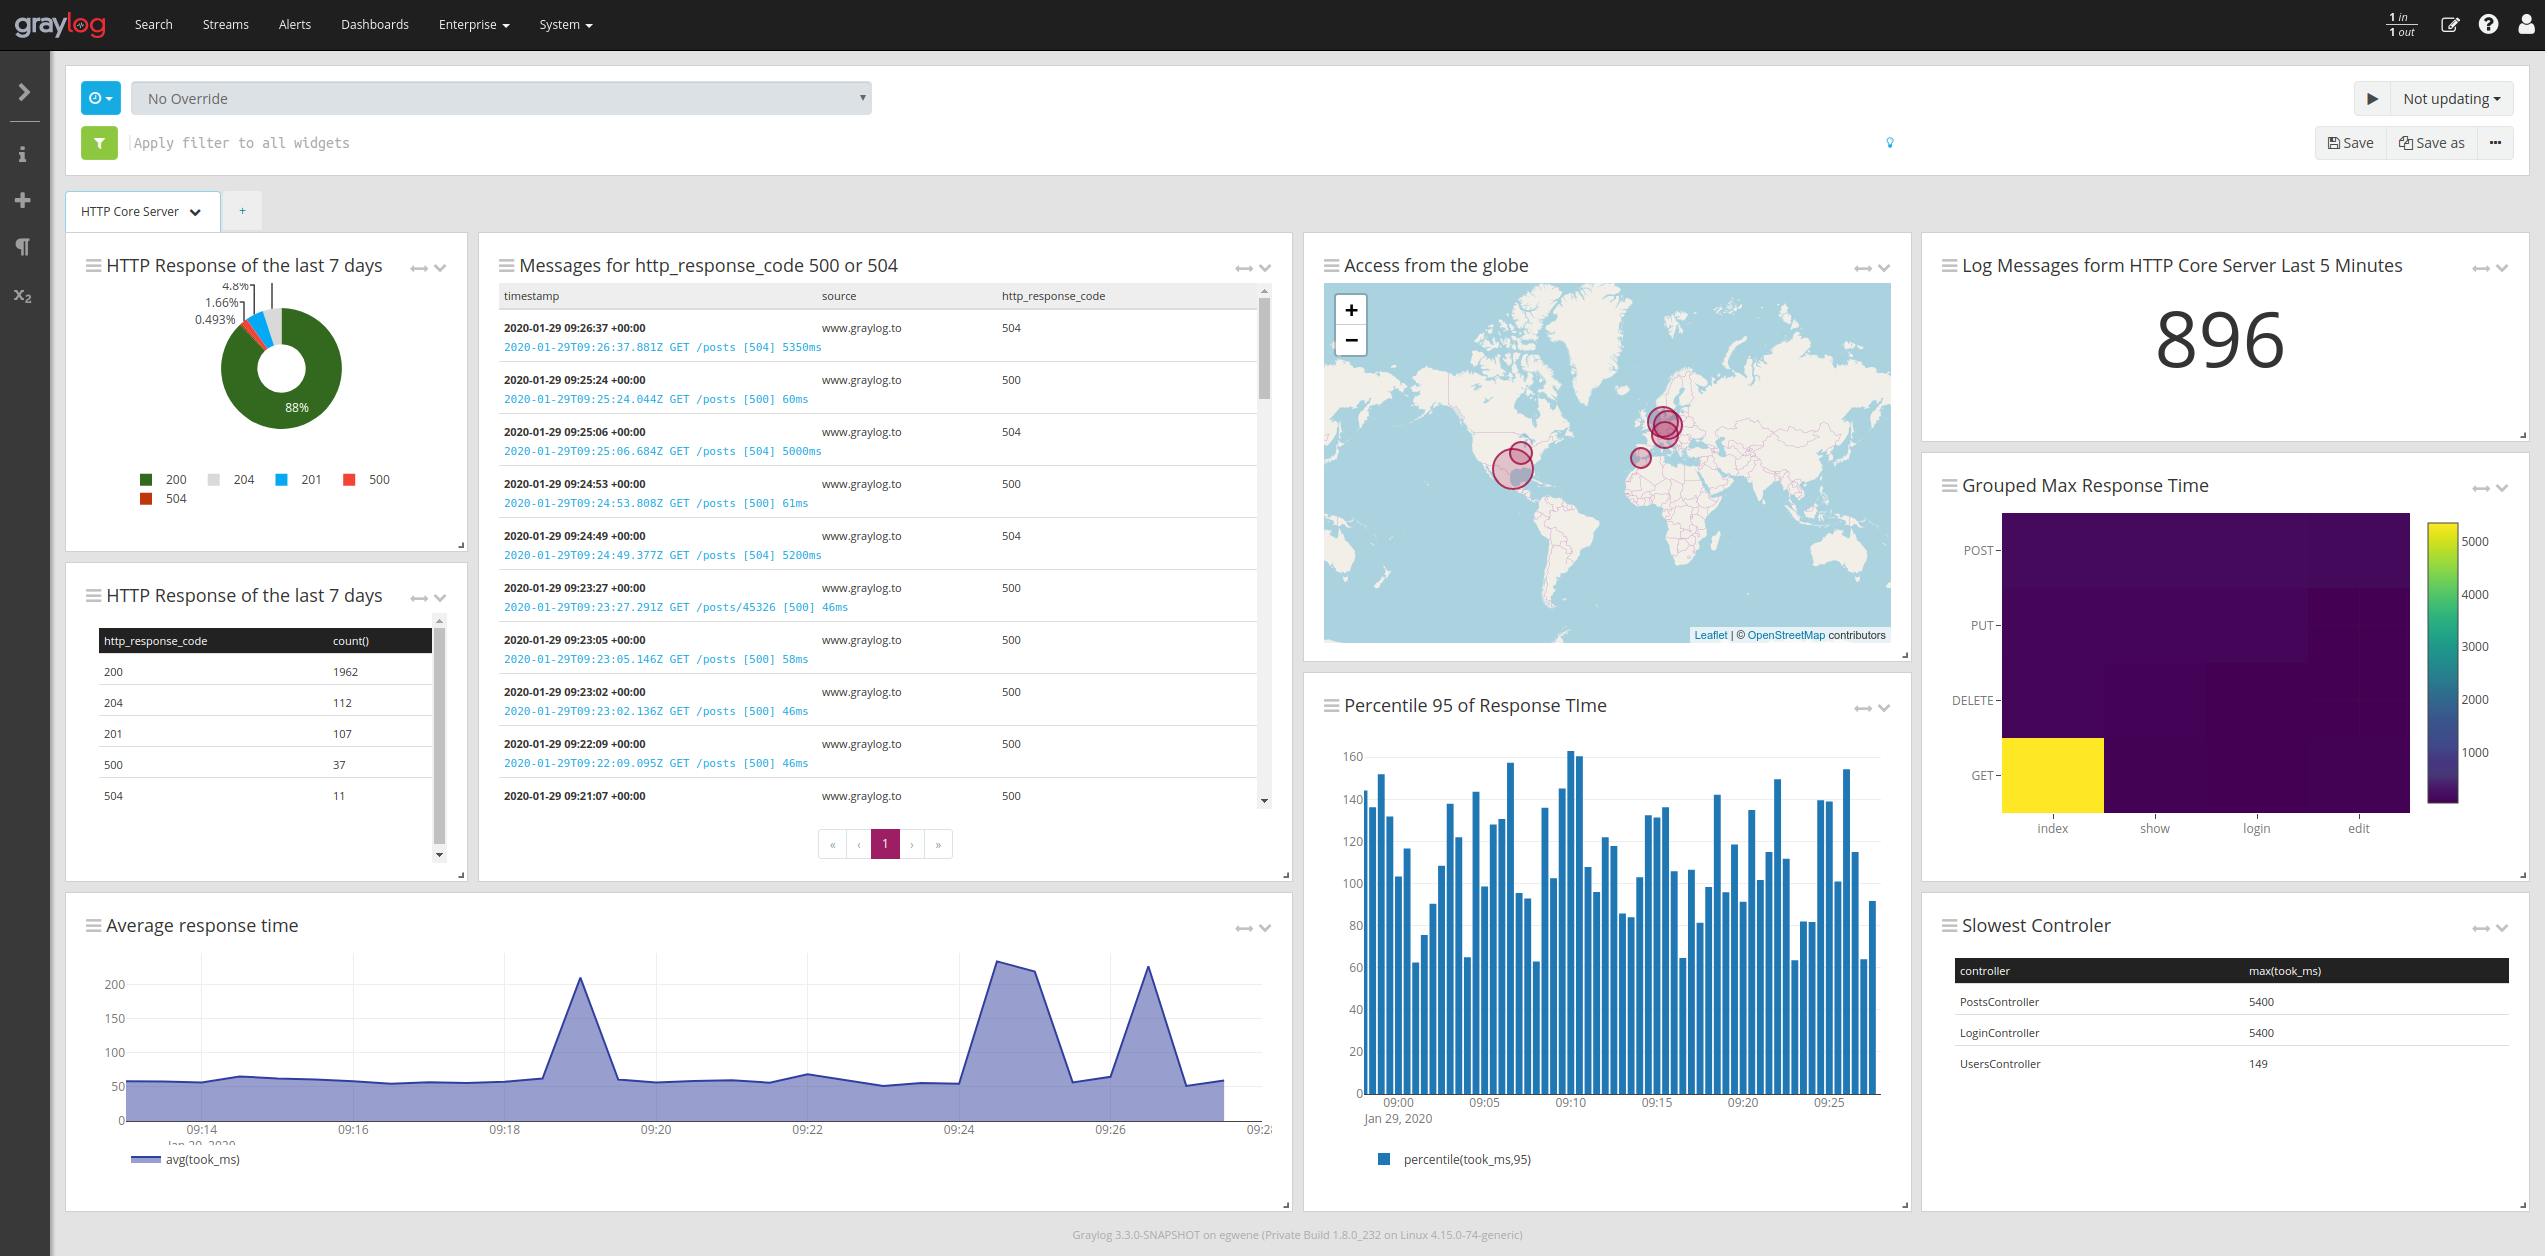 graylog Search Streams Alerts Dashboards Enterprise System 1 in
1 out
No Override Not updating
Apply filter to all widgets Save Save as
HTTP Core Server +
HTTP Response of the last 7 days
4.8%
1.66%
0.493%
88%
200 204 201 500
504
Messages for http_response_code 500 or 504
timestamp source http_response_code
2020-01-29 09:26:37 +00:00 www.graylog.to 504
2020-01-29T09:26:37.881Z GET /posts [504] 5350ms
2020-01-29 09:25:24 +00:00 www.graylog.to 500
2020-01-29T09:25:24.044Z GET /posts [500] 60ms
2020-01-29 09:25:06 +00:00 www.graylog.to 504
2020-01-29T09:25:06.684Z GET /posts [504] 5000ms
2020-01-29 09:24:53 +00:00 www.graylog.to 500
2020-01-29T09:24:53.808Z GET /posts [500] 61ms
2020-01-29 09:24:49 +00:00 www.graylog.to 504
2020-01-29T09:24:49.377Z GET /posts [504] 5200ms
2020-01-29 09:23:27 +00:00 www.graylog.to 500
2020-01-29T09:23:27.291Z GET /posts/45326 [500] 46ms
2020-01-29 09:23:05 +00:00 www.graylog.to 500
2020-01-29T09:23:05.146Z GET /posts [500] 58ms
2020-01-29 09:23:02 +00:00 www.graylog.to 500
2020-01-29T09:23:02.136Z GET /posts [500] 46ms
2020-01-29 09:22:09 +00:00 www.graylog.to 500
2020-01-29T09:22:09.095Z GET /posts [500] 46ms
2020-01-29 09:21:07 +00:00 www.graylog.to 500
« ‹ 1 › »
Access from the globe
+
−
Leaflet | © OpenStreetMap contributors
Log Messages form HTTP Core Server Last 5 Minutes
896
Grouped Max Response Time
POST
PUT
DELETE
GET
index show login edit
5000
4000
3000
2000
1000
HTTP Response of the last 7 days
http_response_code count()
200 1962
204 112
201 107
500 37
504 11
Percentile 95 of Response TIme
160
140
120
100
80
60
40
20
0
09:00 09:05 09:10 09:15 09:20 09:25
Jan 29, 2020
percentile(took_ms,95)
Average response time
200
150
100
50
0
09:14 09:16 09:18 09:20 09:22 09:24 09:26 09:2
Jan 29, 2020
avg(took_ms)
Slowest Controler
controller max(took_ms)
PostsController 5400
LoginController 5400
UsersController 149
Graylog 3.3.0-SNAPSHOT on egwene (Private Build 1.8.0_232 on Linux 4.15.0-74-generic)